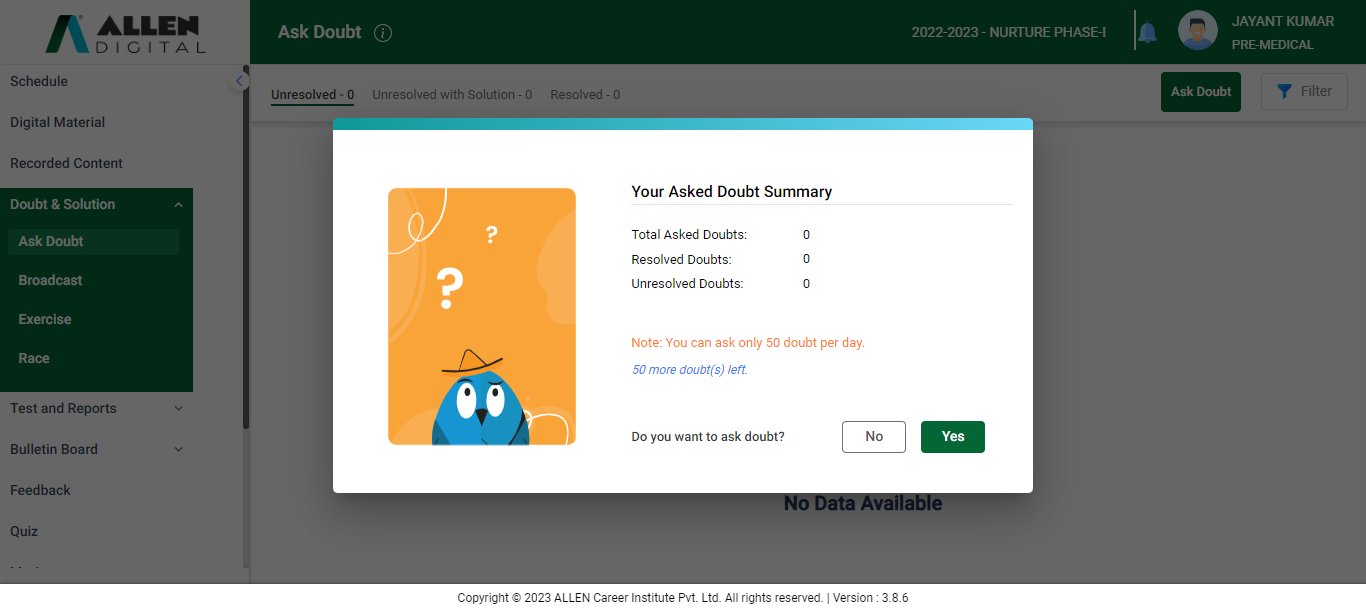 ALLEN
DIGITAL
Ask Doubt i
2022-2023 - NURTURE PHASE-I
JAYANT KUMAR
PRE-MEDICAL
Schedule
Digital Material
Recorded Content
Doubt & Solution
Ask Doubt
Broadcast
Exercise
Race
Test and Reports
Bulletin Board
Feedback
Quiz
Unresolved - 0 Unresolved with Solution - 0 Resolved - 0
Ask Doubt
Filter
?
?
Your Asked Doubt Summary
Total Asked Doubts: 0
Resolved Doubts: 0
Unresolved Doubts: 0
Note: You can ask only 50 doubt per day.
50 more doubt(s) left.
Do you want to ask doubt? No Yes
No Data Available
Copyright © 2023 ALLEN Career Institute Pvt. Ltd. All rights reserved. | Version : 3.8.6